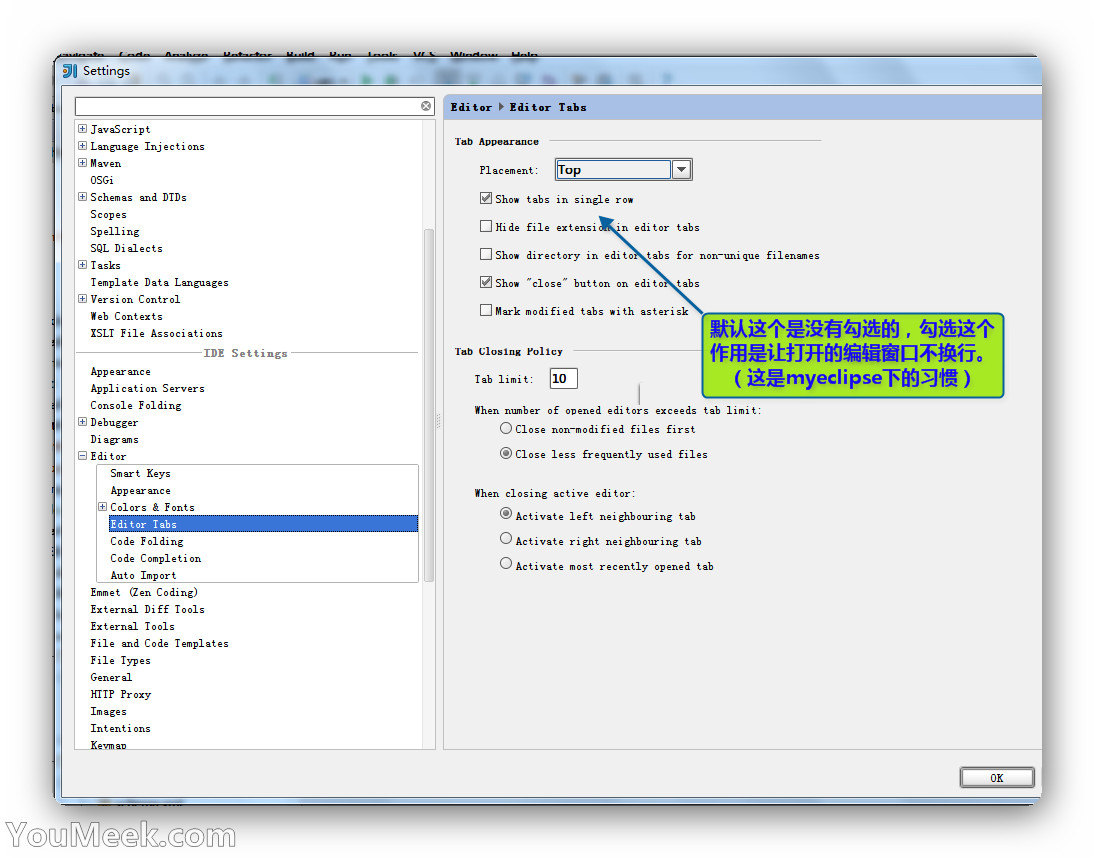 Navigate Code Analyze Refactor Build Run Tools VCS Window Help
Settings
JavaScript
Language Injections
Maven
OSGi
Schemas and DTDs
Scopes
Spelling
SQL Dialects
Tasks
Template Data Languages
Version Control
Web Contexts
XSLT File Associations
IDE Settings
Appearance
Application Servers
Console Folding
Debugger
Diagrams
Editor
Smart Keys
Appearance
Colors & Fonts
Editor Tabs
Code Folding
Code Completion
Auto Import
Emmet (Zen Coding)
External Diff Tools
External Tools
File and Code Templates
File Types
General
HTTP Proxy
Images
Intentions
Keymap
Editor Editor Tabs
Tab Appearance
Placement: Top
Show tabs in single row
Hide file extension in editor tabs
Show directory in editor tabs for non-unique filenames
Show "close" button on editor tabs
Mark modified tabs with asterisk
默认这个是没有勾选的，勾选这个
作用是让打开的编辑窗口不换行。
（这是myeclipse下的习惯）
Tab Closing Policy
Tab limit: 10
When number of opened editors exceeds tab limit:
Close non-modified files first
Close less frequently used files
When closing active editor:
Activate left neighbouring tab
Activate right neighbouring tab
Activate most recently opened tab
OK
YouMeek.com